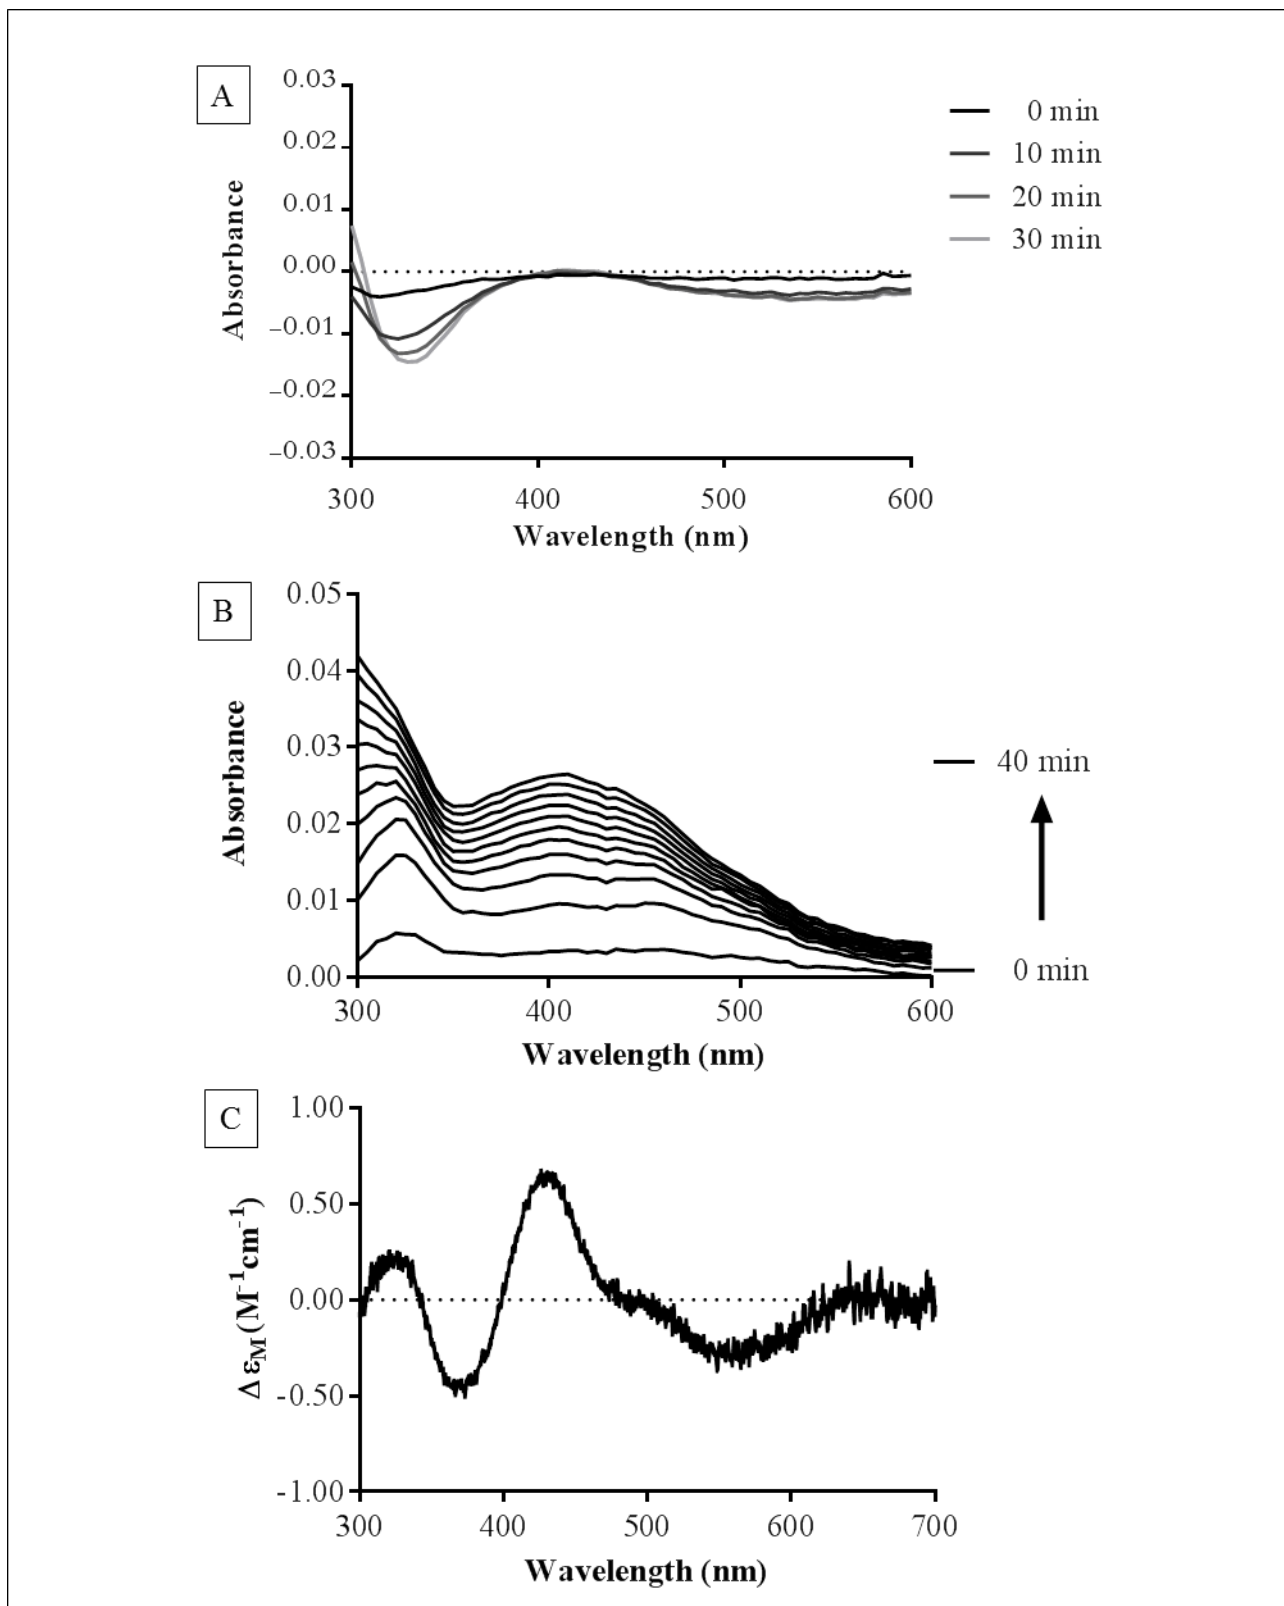 A
0.03
0.02
0.01
0.00
−0.01
−0.02
−0.03
Absorbance
300 400 500 600
Wavelength (nm)
0 min
10 min
20 min
30 min
B
0.05
0.04
0.03
0.02
0.01
0.00
Absorbance
300 400 500 600
Wavelength (nm)
40 min
0 min
C
1.00
0.50
0.00
-0.50
-1.00
Δ ε_M (M⁻¹cm⁻¹)
300 400 500 600 700
Wavelength (nm)